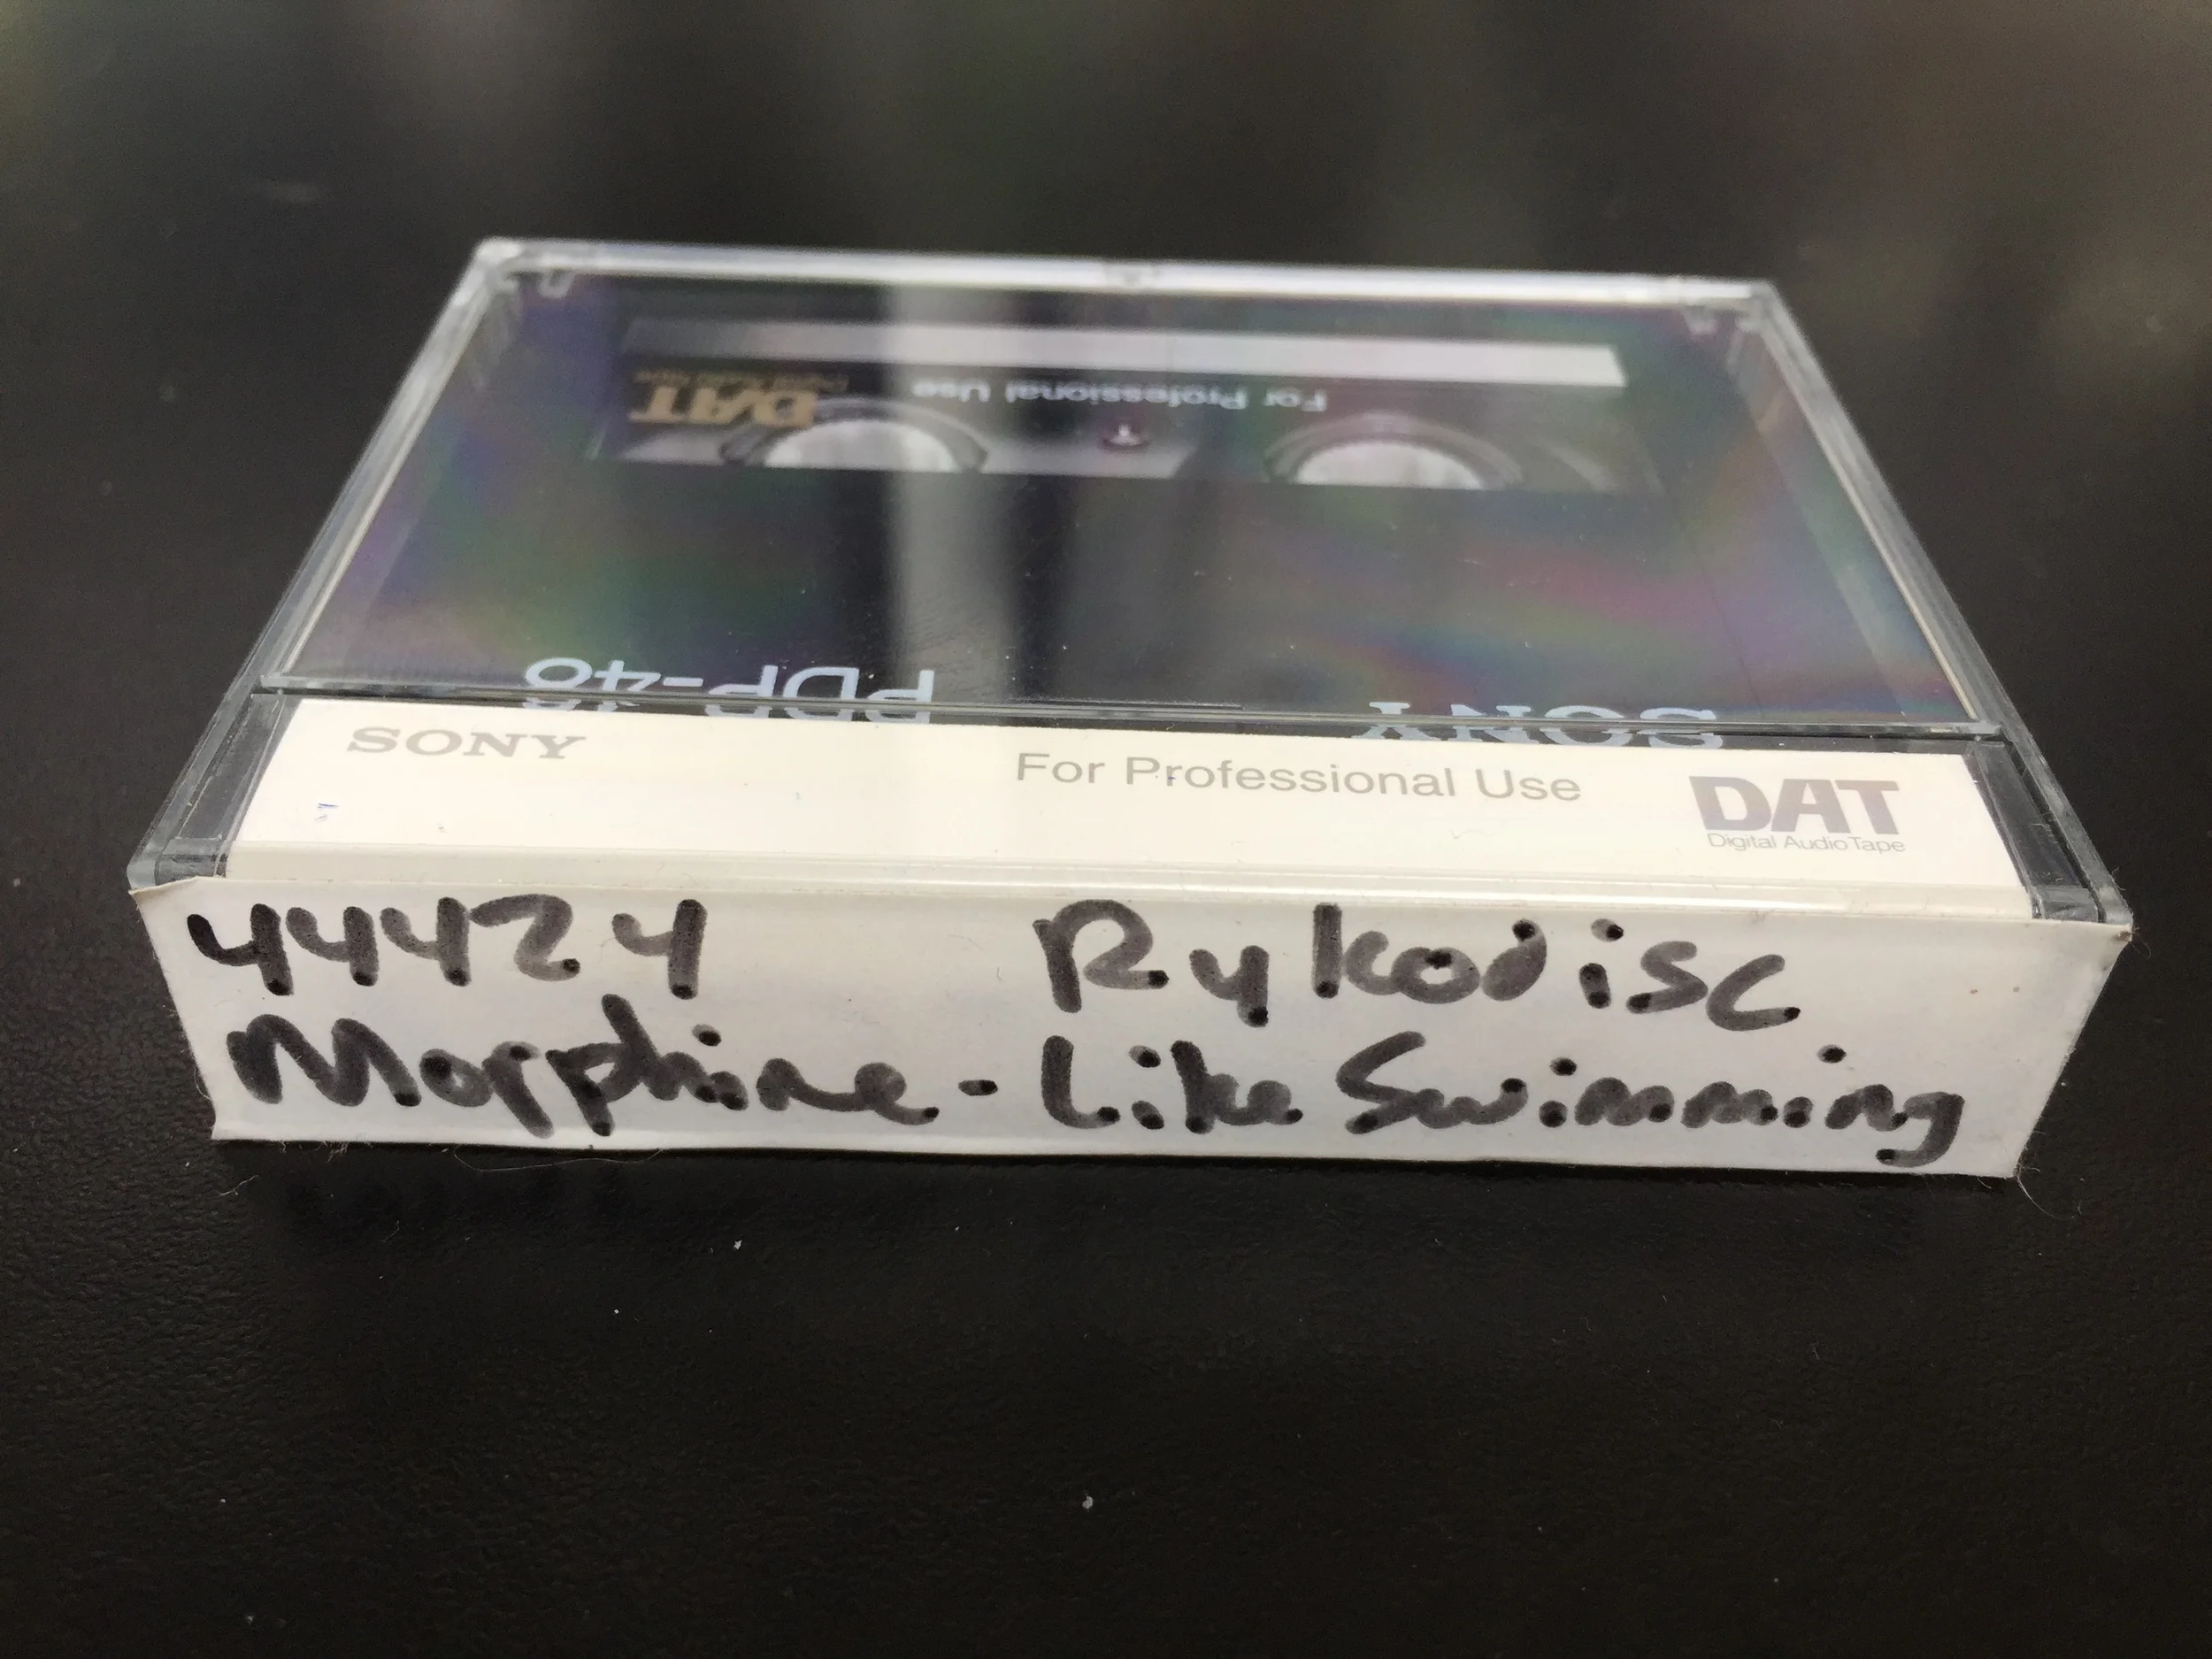 DAT
For Professional Use
PDP-46
SONY
SONY
For Professional Use
DAT
Digital Audio Tape
44424 Rykodisc
Morphine - Like Swimming